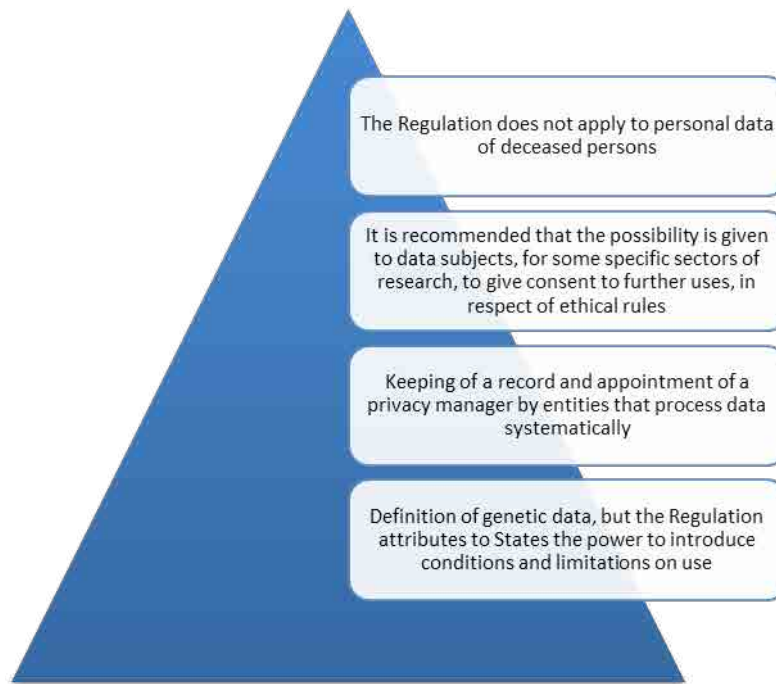 The Regulation does not apply to personal data
of deceased persons
It is recommended that the possibility is given
to data subjects, for some specific sectors of
research, to give consent to further uses, in
respect of ethical rules
Keeping of a record and appointment of a
privacy manager by entities that process data
systematically
Definition of genetic data, but the Regulation
attributes to States the power to introduce
conditions and limitations on use